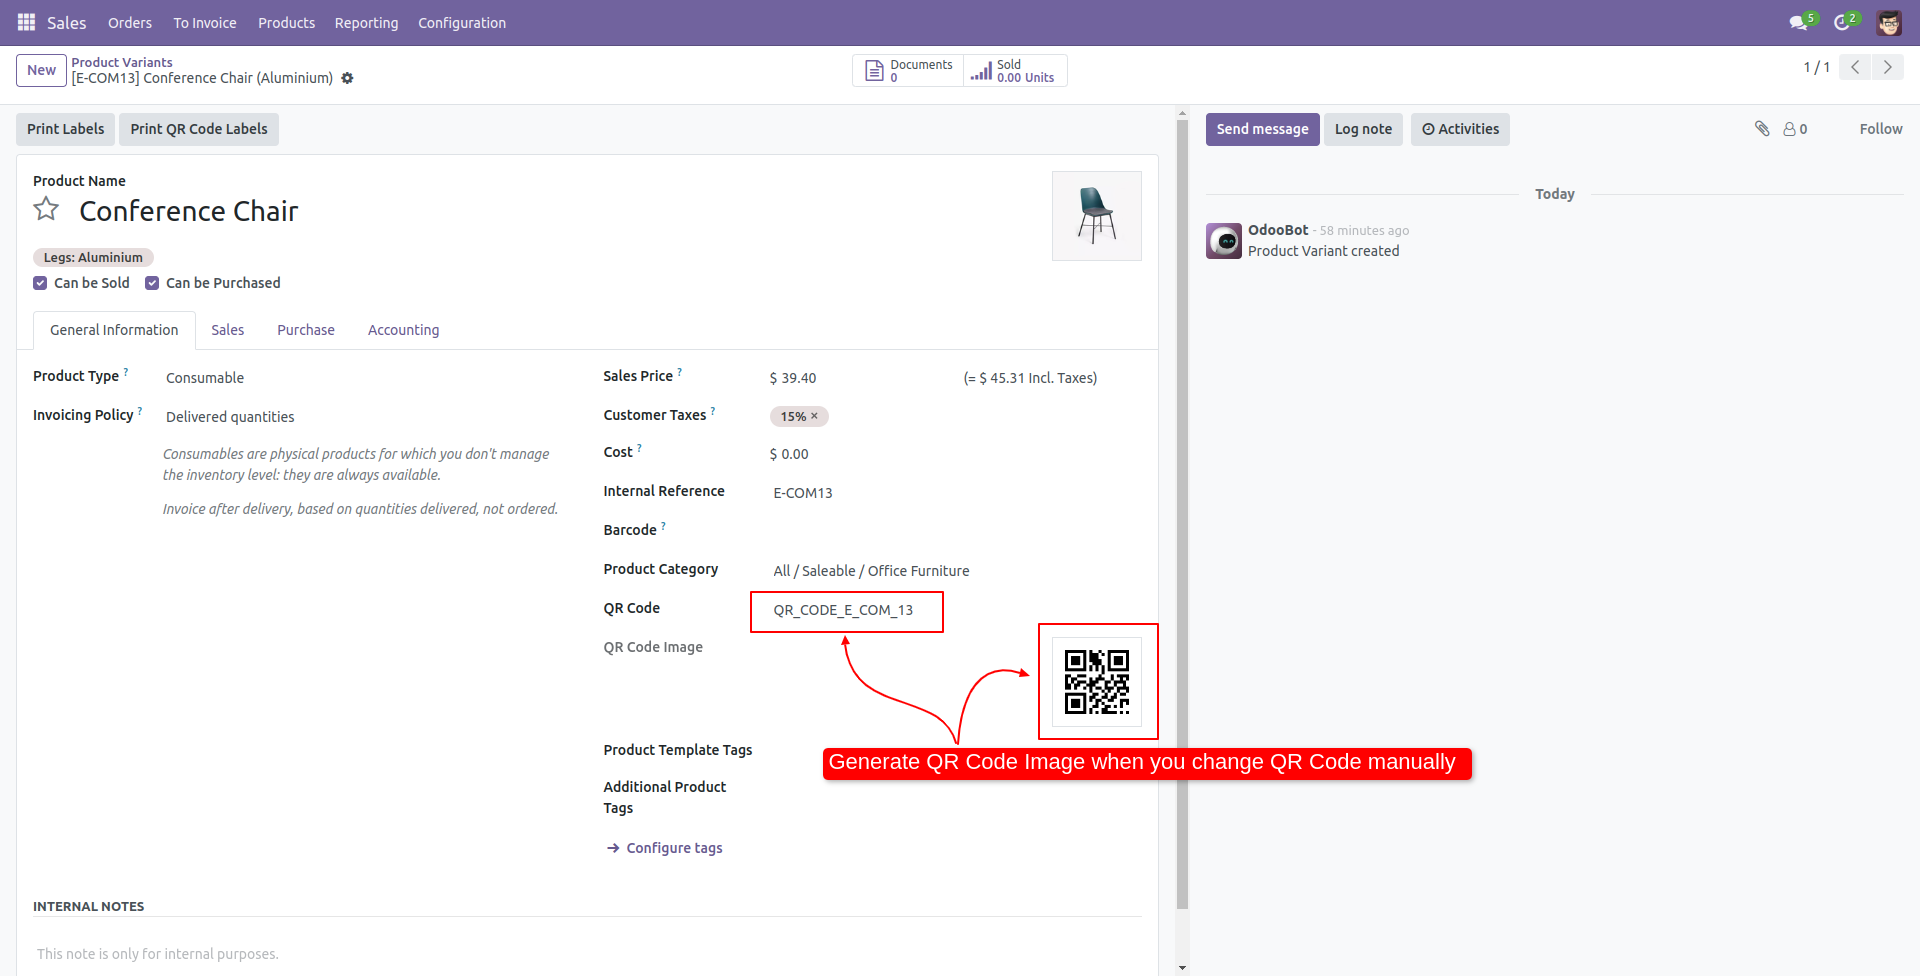 Sales Orders To Invoice Products Reporting Configuration 5 2
New
Product Variants
[E-COM13] Conference Chair (Aluminium)
Documents
0
Sold
0.00 Units
1 / 1
Print Labels Print QR Code Labels
Send message Log note Activities 0 Follow
Product Name
Conference Chair
Legs: Aluminium
Can be Sold Can be Purchased
General Information Sales Purchase Accounting
Product Type ? Consumable
Invoicing Policy ? Delivered quantities
Consumables are physical products for which you don't manage
the inventory level: they are always available.
Invoice after delivery, based on quantities delivered, not ordered.
Sales Price ? $ 39.40 (= $ 45.31 Incl. Taxes)
Customer Taxes ? 15% ×
Cost ? $ 0.00
Internal Reference E-COM13
Barcode ?
Product Category All / Saleable / Office Furniture
QR Code QR_CODE_E_COM_13
QR Code Image
Product Template Tags
Generate QR Code Image when you change QR Code manually
Additional Product
Tags
Configure tags
INTERNAL NOTES
This note is only for internal purposes.
Today
OdooBot - 58 minutes ago
Product Variant created